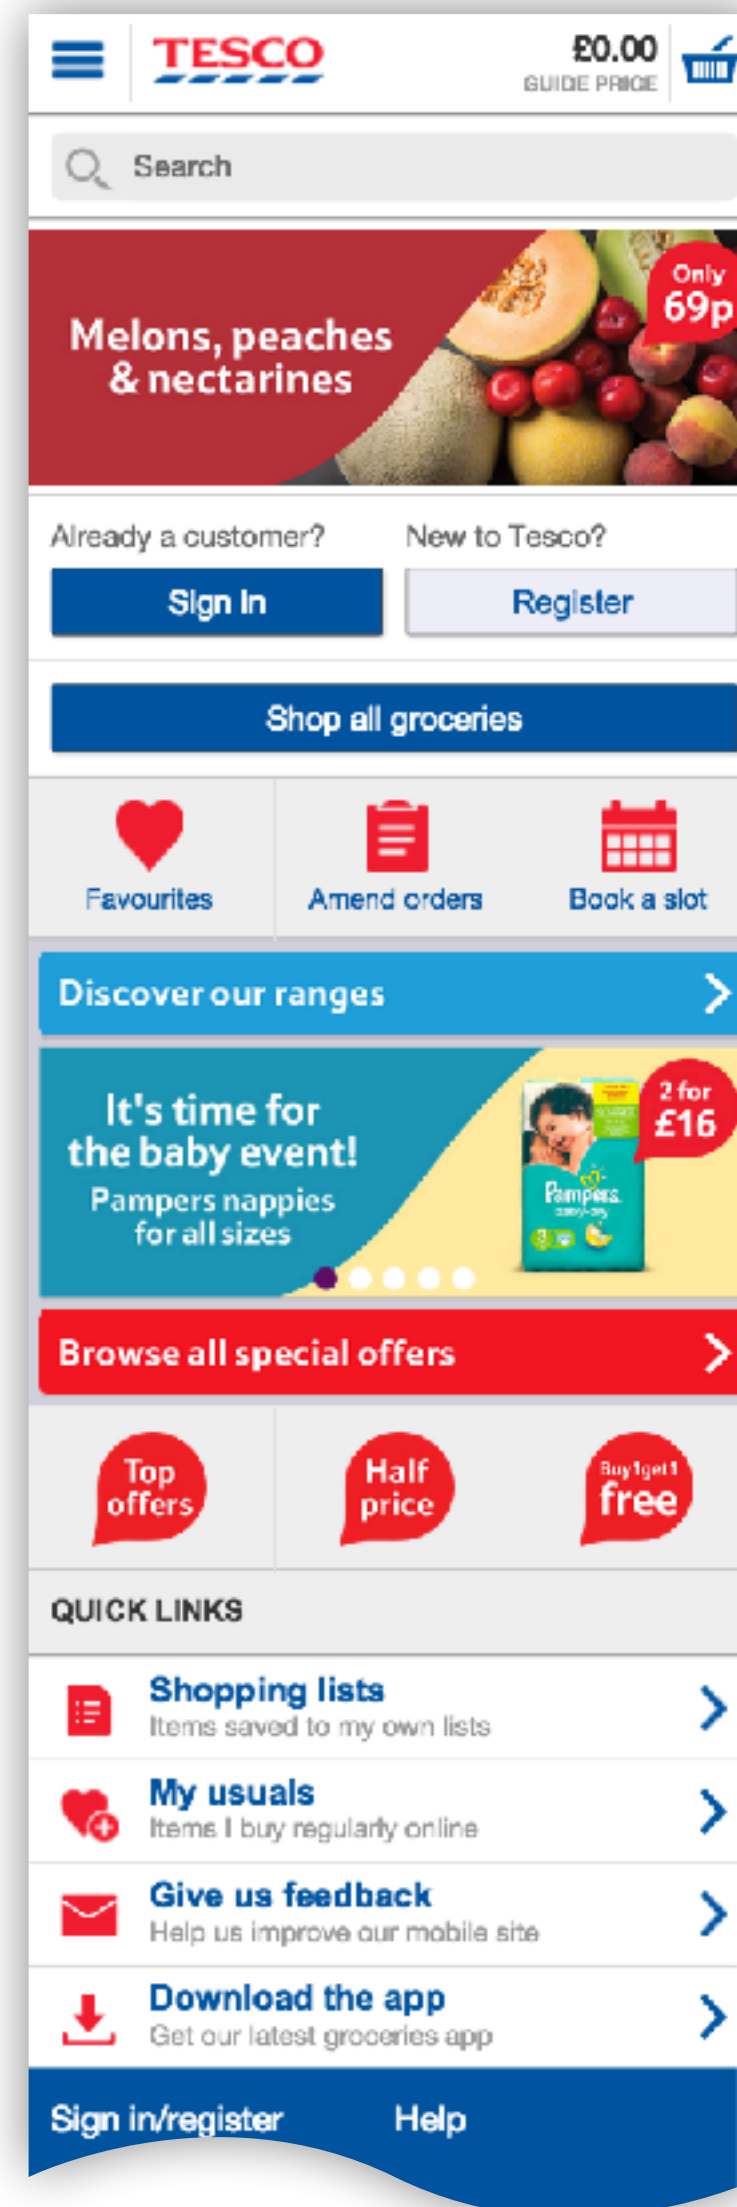 TESCO
£0.00
GUIDE PRICE
Search
Melons, peaches
& nectarines
Only
69p
Already a customer?
New to Tesco?
Sign in
Register
Shop all groceries
Favourites
Amend orders
Book a slot
Discover our ranges
It's time for
the baby event!
Pampers nappies
for all sizes
2 for
£16
Pampers
baby-dry
3
Browse all special offers
Top
offers
Half
price
Buy1get1
free
QUICK LINKS
Shopping lists
Items saved to my own lists
My usuals
Items I buy regularly online
Give us feedback
Help us improve our mobile site
Download the app
Get our latest groceries app
Sign in/register
Help